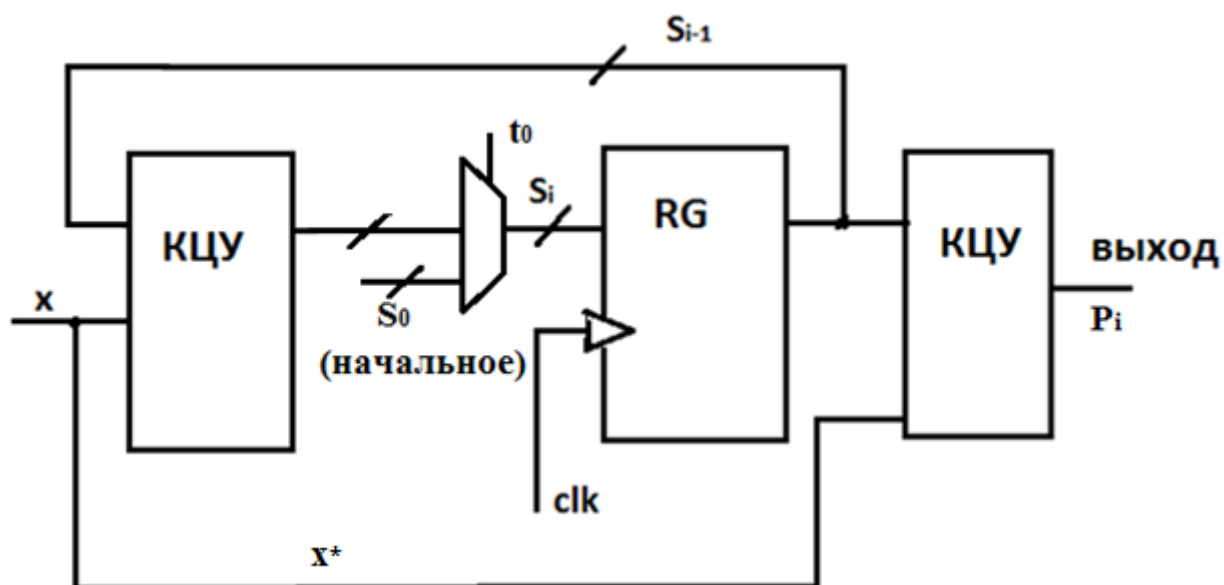 Si-1
t0
КЦУ
Si
RG
КЦУ
выход
x
S0
(начальное)
Pi
clk
x*